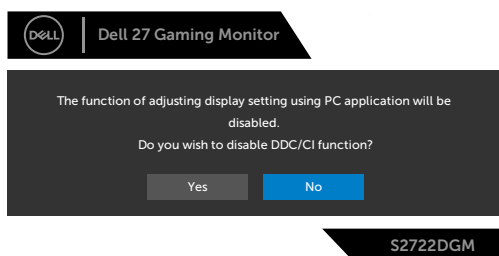 DELL
Dell 27 Gaming Monitor
The function of adjusting display setting using PC application will be
disabled.
Do you wish to disable DDC/CI function?
Yes
No
S2722DGM